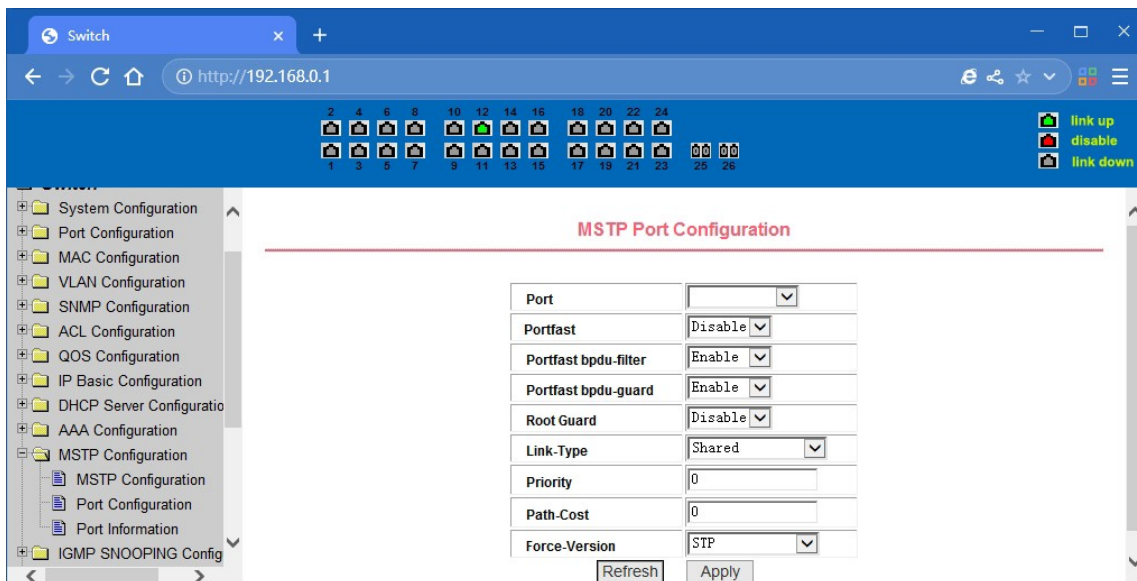 Switch
http://192.168.0.1
2 4 6 8 10 12 14 16 18 20 22 24
1 3 5 7 9 11 13 15 17 19 21 23 25 26
link up
disable
link down
System Configuration
Port Configuration
MAC Configuration
VLAN Configuration
SNMP Configuration
ACL Configuration
QOS Configuration
IP Basic Configuration
DHCP Server Configuratio
AAA Configuration
MSTP Configuration
MSTP Configuration
Port Configuration
Port Information
IGMP SNOOPING Config
MSTP Port Configuration
Port
Portfast Disable
Portfast bpdu-filter Enable
Portfast bpdu-guard Enable
Root Guard Disable
Link-Type Shared
Priority 0
Path-Cost 0
Force-Version STP
Refresh Apply